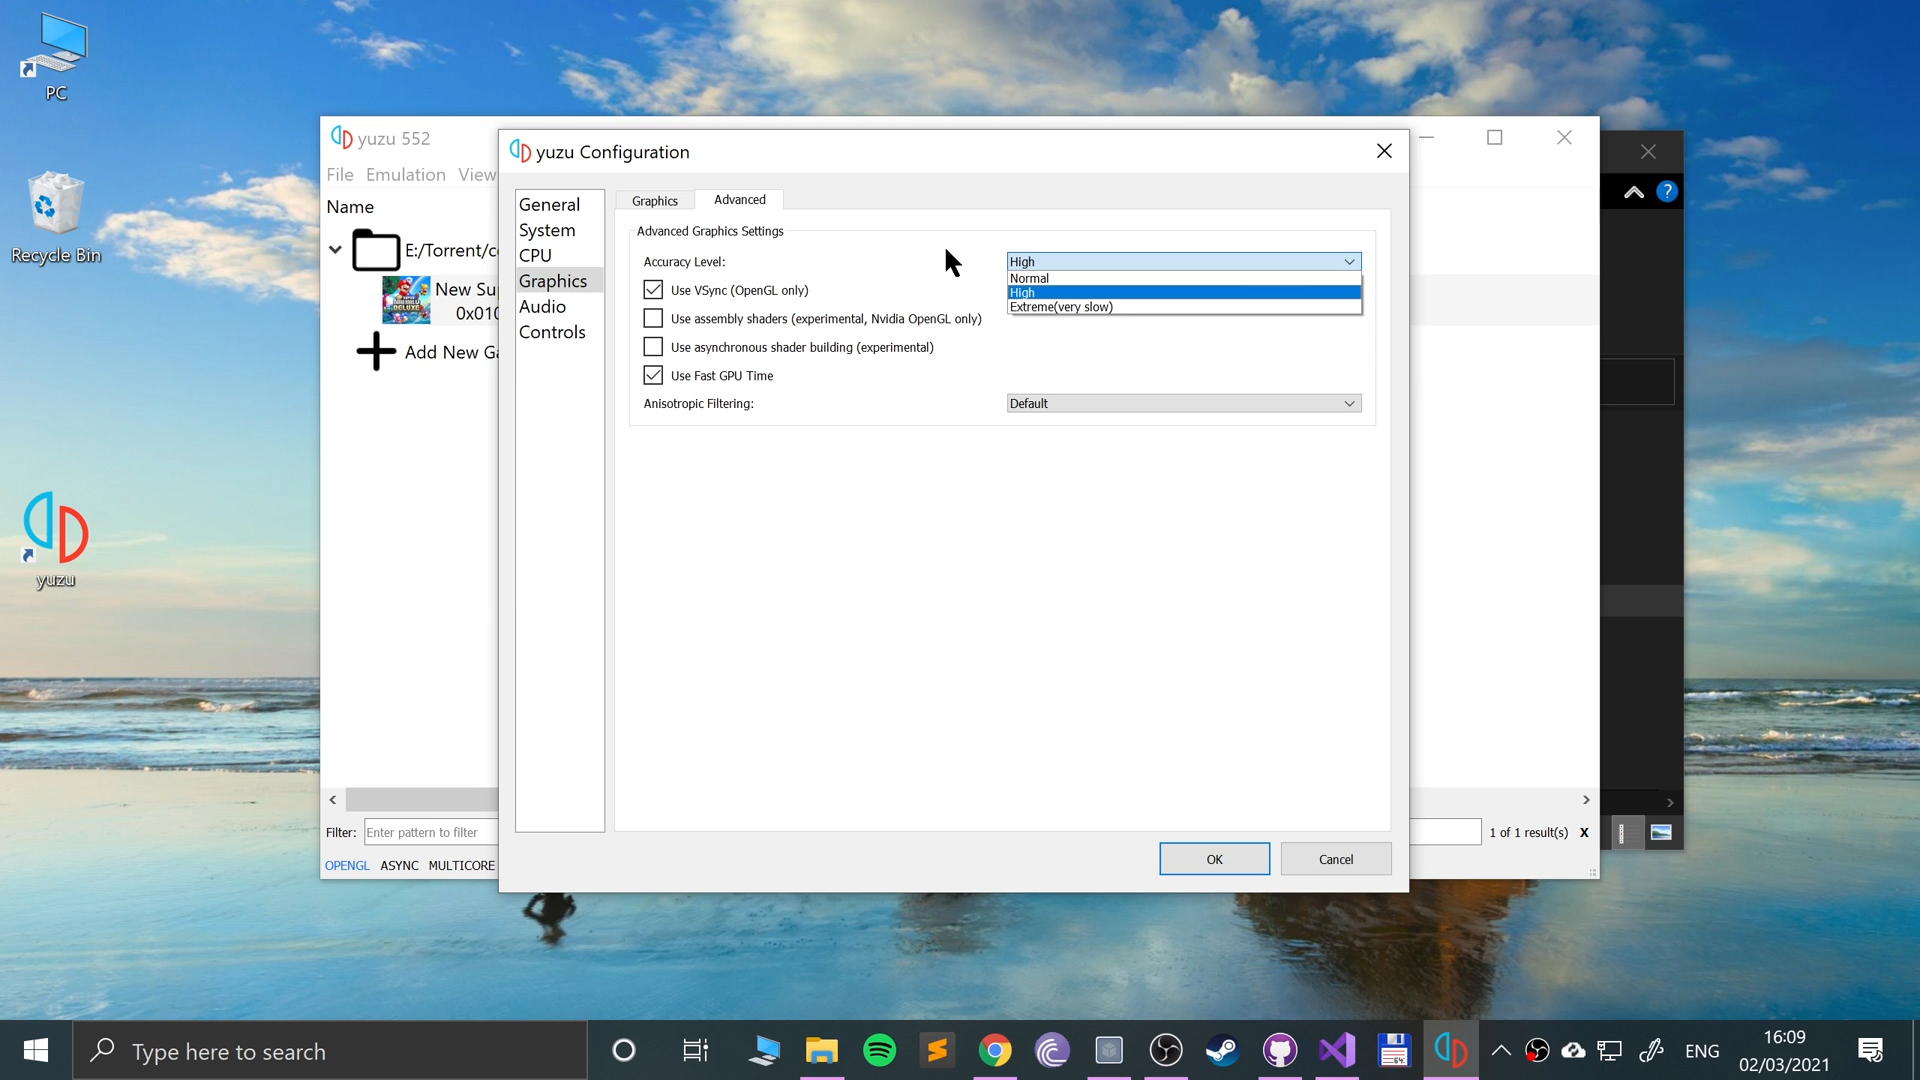 PC
Recycle Bin
yuzu
yuzu 552
File Emulation View
Name
E:/Torrent/c
New Su
0x010
Add New Ga
Filter: Enter pattern to filter
1 of 1 result(s) X
OPENGL ASYNC MULTICORE
yuzu Configuration
General
System
CPU
Graphics
Audio
Controls
Graphics Advanced
Advanced Graphics Settings
Accuracy Level: High
Normal
High
Extreme(very slow)
Use VSync (OpenGL only)
Use assembly shaders (experimental, Nvidia OpenGL only)
Use asynchronous shader building (experimental)
Use Fast GPU Time
Anisotropic Filtering: Default
OK Cancel
?
Type here to search
64
ENG
16:09
02/03/2021